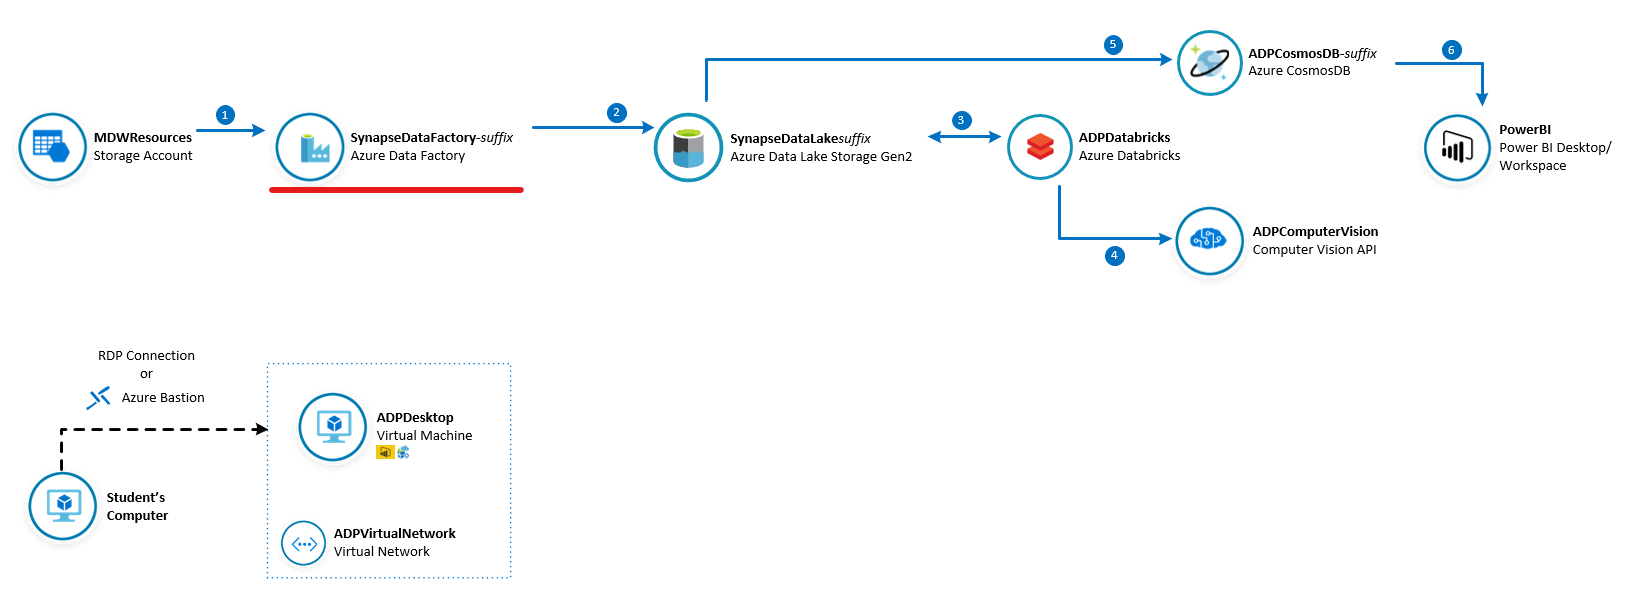 5
ADPCosmosDB-suffix
Azure CosmosDB
6
1
MDWResources
Storage Account
SynapseDataFactory-suffix
Azure Data Factory
2
SynapseDataLakesuffix
Azure Data Lake Storage Gen2
3
ADPDatabricks
Azure Databricks
PowerBI
Power BI Desktop/
Workspace
4
ADPComputerVision
Computer Vision API
RDP Connection
or
Azure Bastion
ADPDesktop
Virtual Machine
Student’s
Computer
ADPVirtualNetwork
Virtual Network